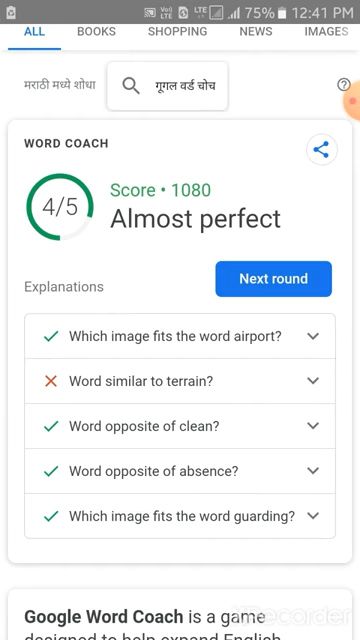 Vo) LTE LTE 75% 12:41 PM
ALL BOOKS SHOPPING NEWS IMAGES
मराठी मध्ये शोधा गूगल वर्ड चोच
WORD COACH
4/5
Score • 1080
Almost perfect
Explanations
Next round
Which image fits the word airport?
Word similar to terrain?
Word opposite of clean?
Word opposite of absence?
Which image fits the word guarding?
Google Word Coach is a game
designed to help expand English